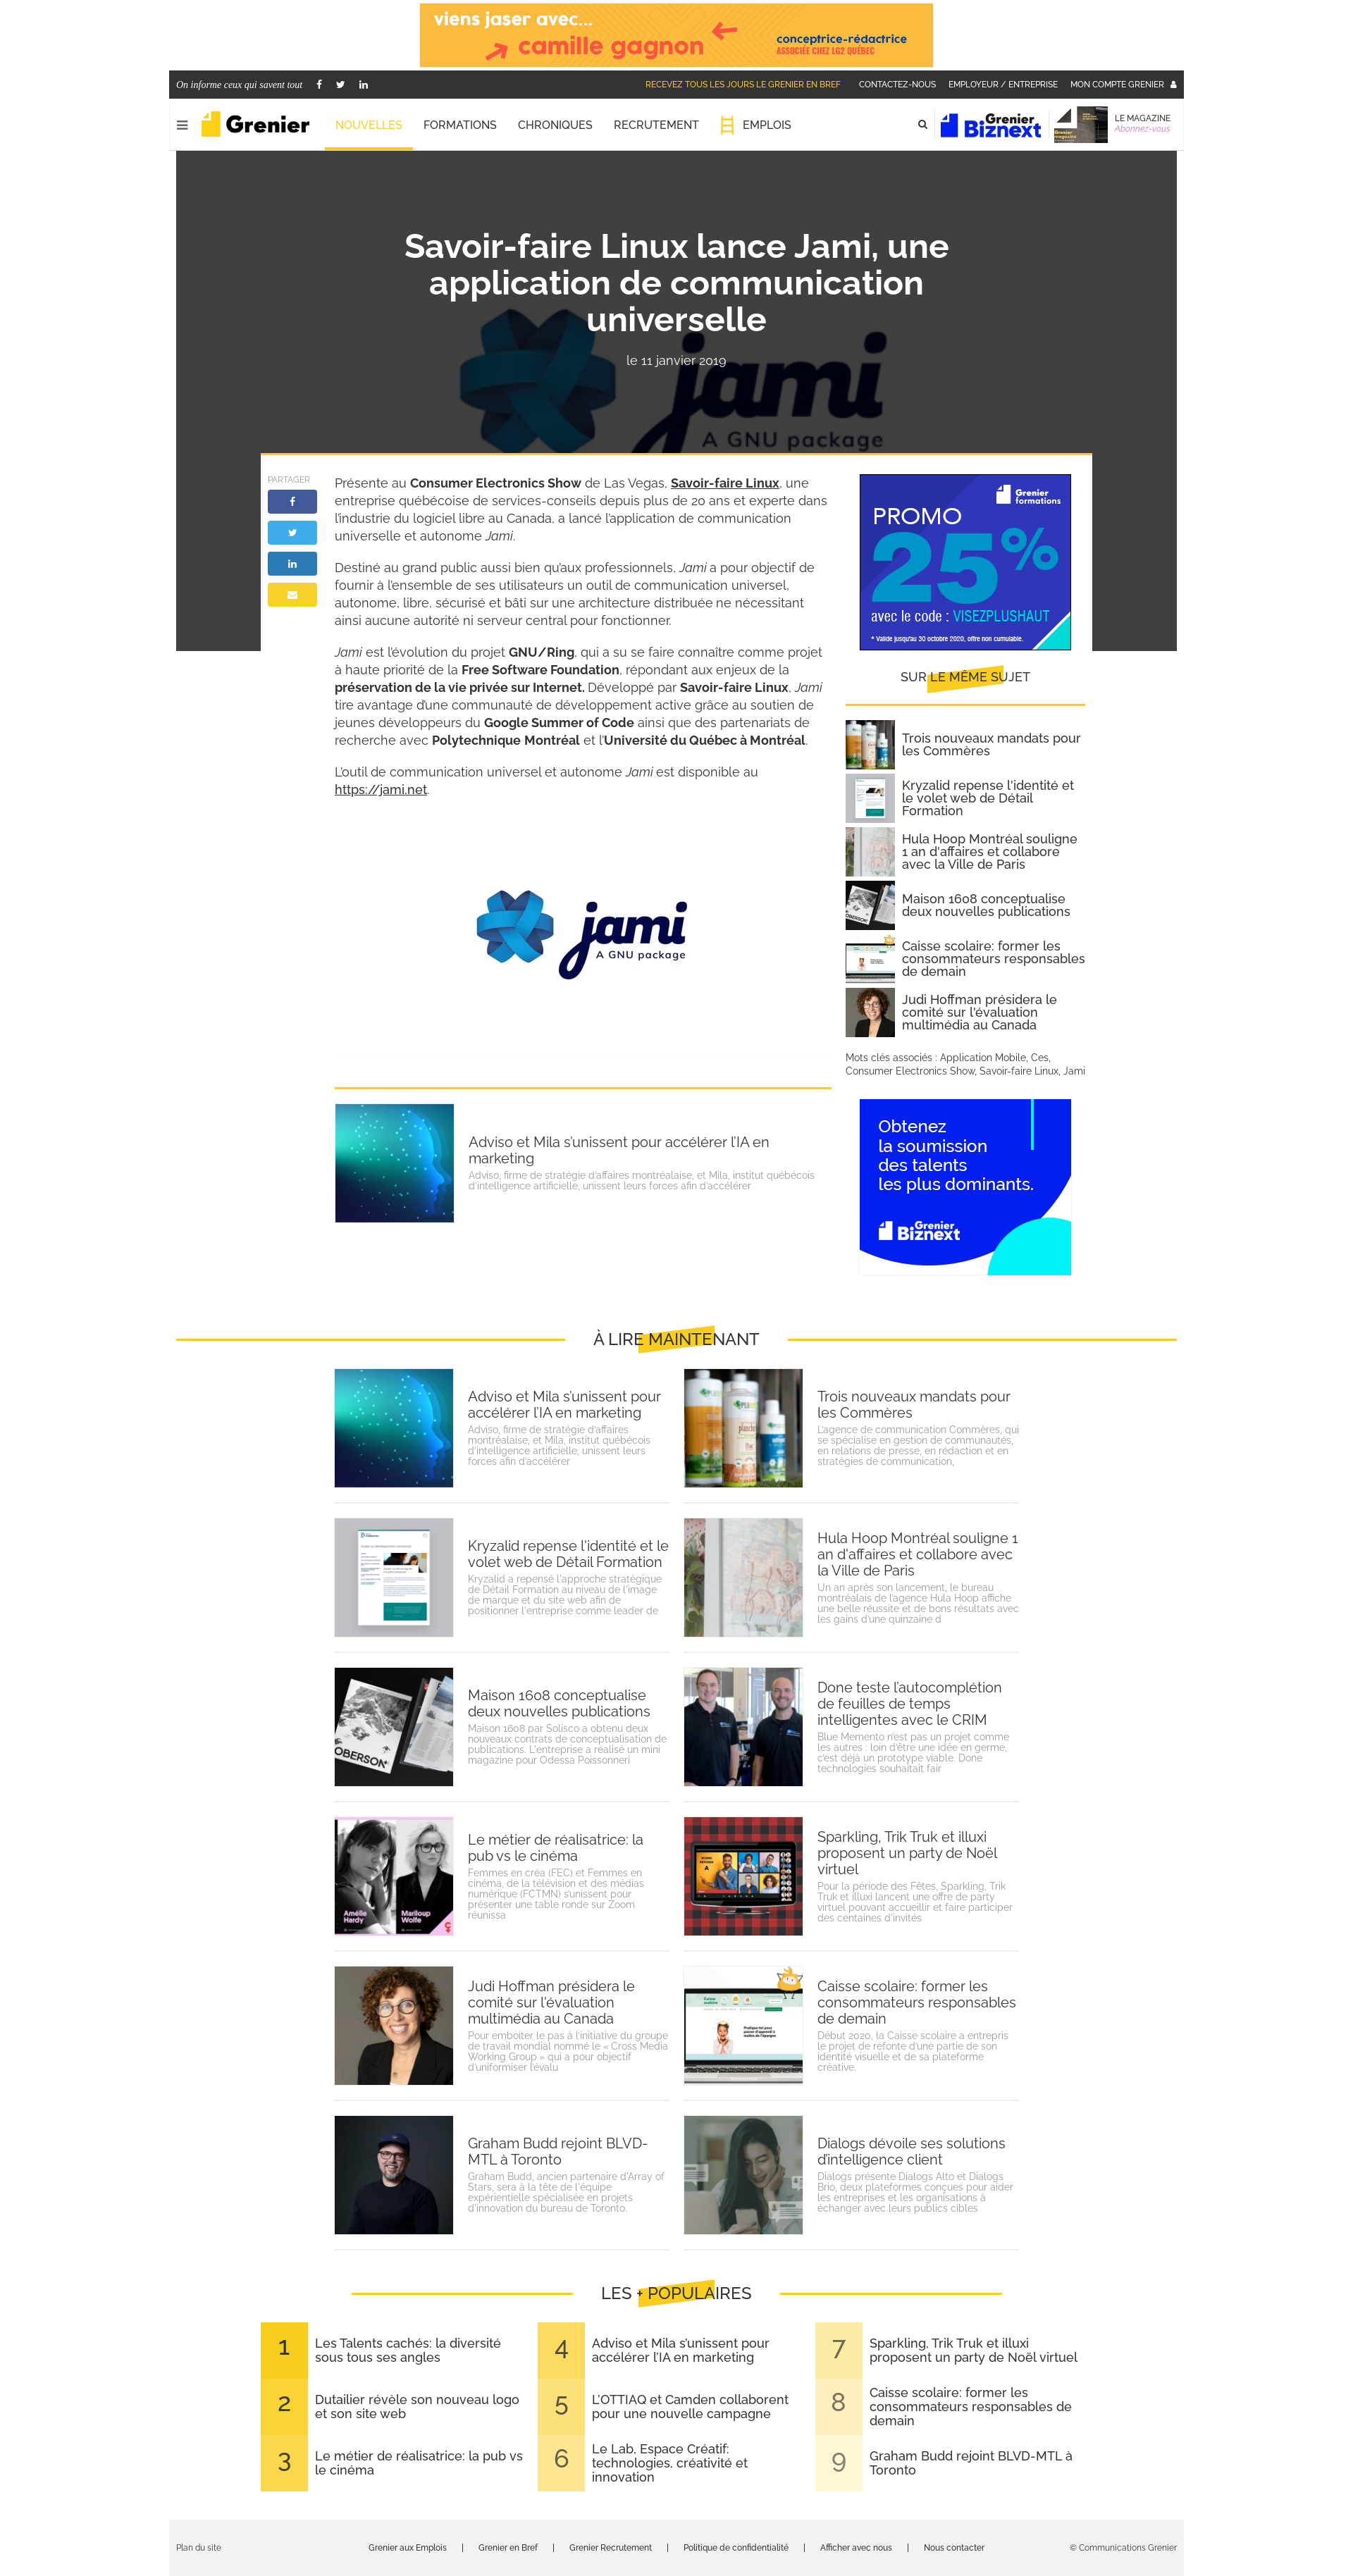 viens jaser avec...
camille gagnon
conceptrice-rédactrice
ASSOCIÉE CHEZ LG2 QUÉBEC
On informe ceux qui savent tout
RECEVEZ TOUS LES JOURS LE GRENIER EN BREF
CONTACTEZ-NOUS
EMPLOYEUR / ENTREPRISE
MON COMPTE GRENIER
Grenier
NOUVELLES
FORMATIONS
CHRONIQUES
RECRUTEMENT
EMPLOIS
Grenier
Biznext
LE MAGAZINE
Abonnez-vous
Savoir-faire Linux lance Jami, une
application de communication
universelle
le 11 janvier 2019
jami
A GNU package
PARTAGER
Présente au Consumer Electronics Show de Las Vegas, Savoir-faire Linux, une
entreprise québécoise de services-conseils depuis plus de 20 ans et experte dans
l’industrie du logiciel libre au Canada, a lancé l’application de communication
universelle et autonome Jami.
Destiné au grand public aussi bien qu’aux professionnels, Jami a pour objectif de
fournir à l’ensemble de ses utilisateurs un outil de communication universel,
autonome, libre, sécurisé et bâti sur une architecture distribuée ne nécessitant
ainsi aucune autorité ni serveur central pour fonctionner.
Jami est l’évolution du projet GNU/Ring, qui a su se faire connaître comme projet
à haute priorité de la Free Software Foundation, répondant aux enjeux de la
préservation de la vie privée sur Internet. Développé par Savoir-faire Linux, Jami
tire avantage d’une communauté de développement active grâce au soutien de
jeunes développeurs du Google Summer of Code ainsi que des partenariats de
recherche avec Polytechnique Montréal et l’Université du Québec à Montréal.
L’outil de communication universel et autonome Jami est disponible au
https://jami.net.
jami
A GNU package
Grenier
formations
PROMO
25%
avec le code : VISEZPLUSHAUT
* Valide jusqu'au 30 octobre 2020, offre non cumulable.
SUR LE MÊME SUJET
Trois nouveaux mandats pour
les Commères
Kryzalid repense l'identité et
le volet web de Détail
Formation
Hula Hoop Montréal souligne
1 an d'affaires et collabore
avec la Ville de Paris
Maison 1608 conceptualise
deux nouvelles publications
Caisse scolaire: former les
consommateurs responsables
de demain
Judi Hoffman présidera le
comité sur l'évaluation
multimédia au Canada
Mots clés associés : Application Mobile, Ces,
Consumer Electronics Show, Savoir-faire Linux, Jami
Adviso et Mila s’unissent pour accélérer l’IA en
marketing
Adviso, firme de stratégie d’affaires montréalaise, et Mila, institut québécois
d'intelligence artificielle, unissent leurs forces afin d’accélérer
Obtenez
la soumission
des talents
les plus dominants.
Grenier
Biznext
À LIRE MAINTENANT
Adviso et Mila s’unissent pour
accélérer l’IA en marketing
Adviso, firme de stratégie d’affaires
montréalaise, et Mila, institut québécois
d'intelligence artificielle, unissent leurs
forces afin d’accélérer
Trois nouveaux mandats pour
les Commères
L’agence de communication Commères, qui
se spécialise en gestion de communautés,
en relations de presse, en rédaction et en
stratégies de communication,
Kryzalid repense l'identité et le
volet web de Détail Formation
Kryzalid a repensé l'approche stratégique
de Détail Formation au niveau de l'image
de marque et du site web afin de
positionner l'entreprise comme leader de
Hula Hoop Montréal souligne 1
an d'affaires et collabore avec
la Ville de Paris
Un an après son lancement, le bureau
montréalais de l’agence Hula Hoop affiche
une belle réussite et de bons résultats avec
les gains d’une quinzaine d
Maison 1608 conceptualise
deux nouvelles publications
Maison 1608 par Solisco a obtenu deux
nouveaux contrats de conceptualisation de
publications. L'entreprise a réalisé un mini
magazine pour Odessa Poissonneri
Done teste l’autocomplétion
de feuilles de temps
intelligentes avec le CRIM
Blue Memento n’est pas un projet comme
les autres : loin d’être une idée en germe,
c’est déjà un prototype viable. Done
technologies souhaitait fair
OBERSON
Le métier de réalisatrice: la
pub vs le cinéma
Femmes en créa (FEC) et Femmes en
cinéma, de la télévision et des médias
numérique (FCTMN) s’unissent pour
présenter une table ronde sur Zoom
réunissa
Amélie
Hardy
Mariloup
Wolfe
Sparkling, Trik Truk et illuxi
proposent un party de Noël
virtuel
Pour la période des Fêtes, Sparkling, Trik
Truk et illuxi lancent une offre de party
virtuel pouvant accueillir et faire participer
des centaines d'invités
Judi Hoffman présidera le
comité sur l'évaluation
multimédia au Canada
Pour emboiter le pas à l’initiative du groupe
de travail mondial nommé le « Cross Media
Working Group » qui a pour objectif
d’uniformiser l’évalu
Caisse scolaire: former les
consommateurs responsables
de demain
Début 2020, la Caisse scolaire a entrepris
le projet de refonte d’une partie de son
identité visuelle et de sa plateforme
créative.
Graham Budd rejoint BLVD-
MTL à Toronto
Graham Budd, ancien partenaire d'Array of
Stars, sera à la tête de l'équipe
expérientielle spécialisée en projets
d'innovation du bureau de Toronto.
Dialogs dévoile ses solutions
d’intelligence client
Dialogs présente Dialogs Alto et Dialogs
Brio, deux plateformes conçues pour aider
les entreprises et les organisations à
échanger avec leurs publics cibles
LES + POPULAIRES
1
Les Talents cachés: la diversité
sous tous ses angles
2
Dutailier révèle son nouveau logo
et son site web
3
Le métier de réalisatrice: la pub vs
le cinéma
4
Adviso et Mila s’unissent pour
accélérer l’IA en marketing
5
L’OTTIAQ et Camden collaborent
pour une nouvelle campagne
6
Le Lab, Espace Créatif:
technologies, créativité et
innovation
7
Sparkling, Trik Truk et illuxi
proposent un party de Noël virtuel
8
Caisse scolaire: former les
consommateurs responsables de
demain
9
Graham Budd rejoint BLVD-MTL à
Toronto
Plan du site
Grenier aux Emplois | Grenier en Bref | Grenier Recrutement | Politique de confidentialité | Afficher avec nous | Nous contacter
© Communications Grenier